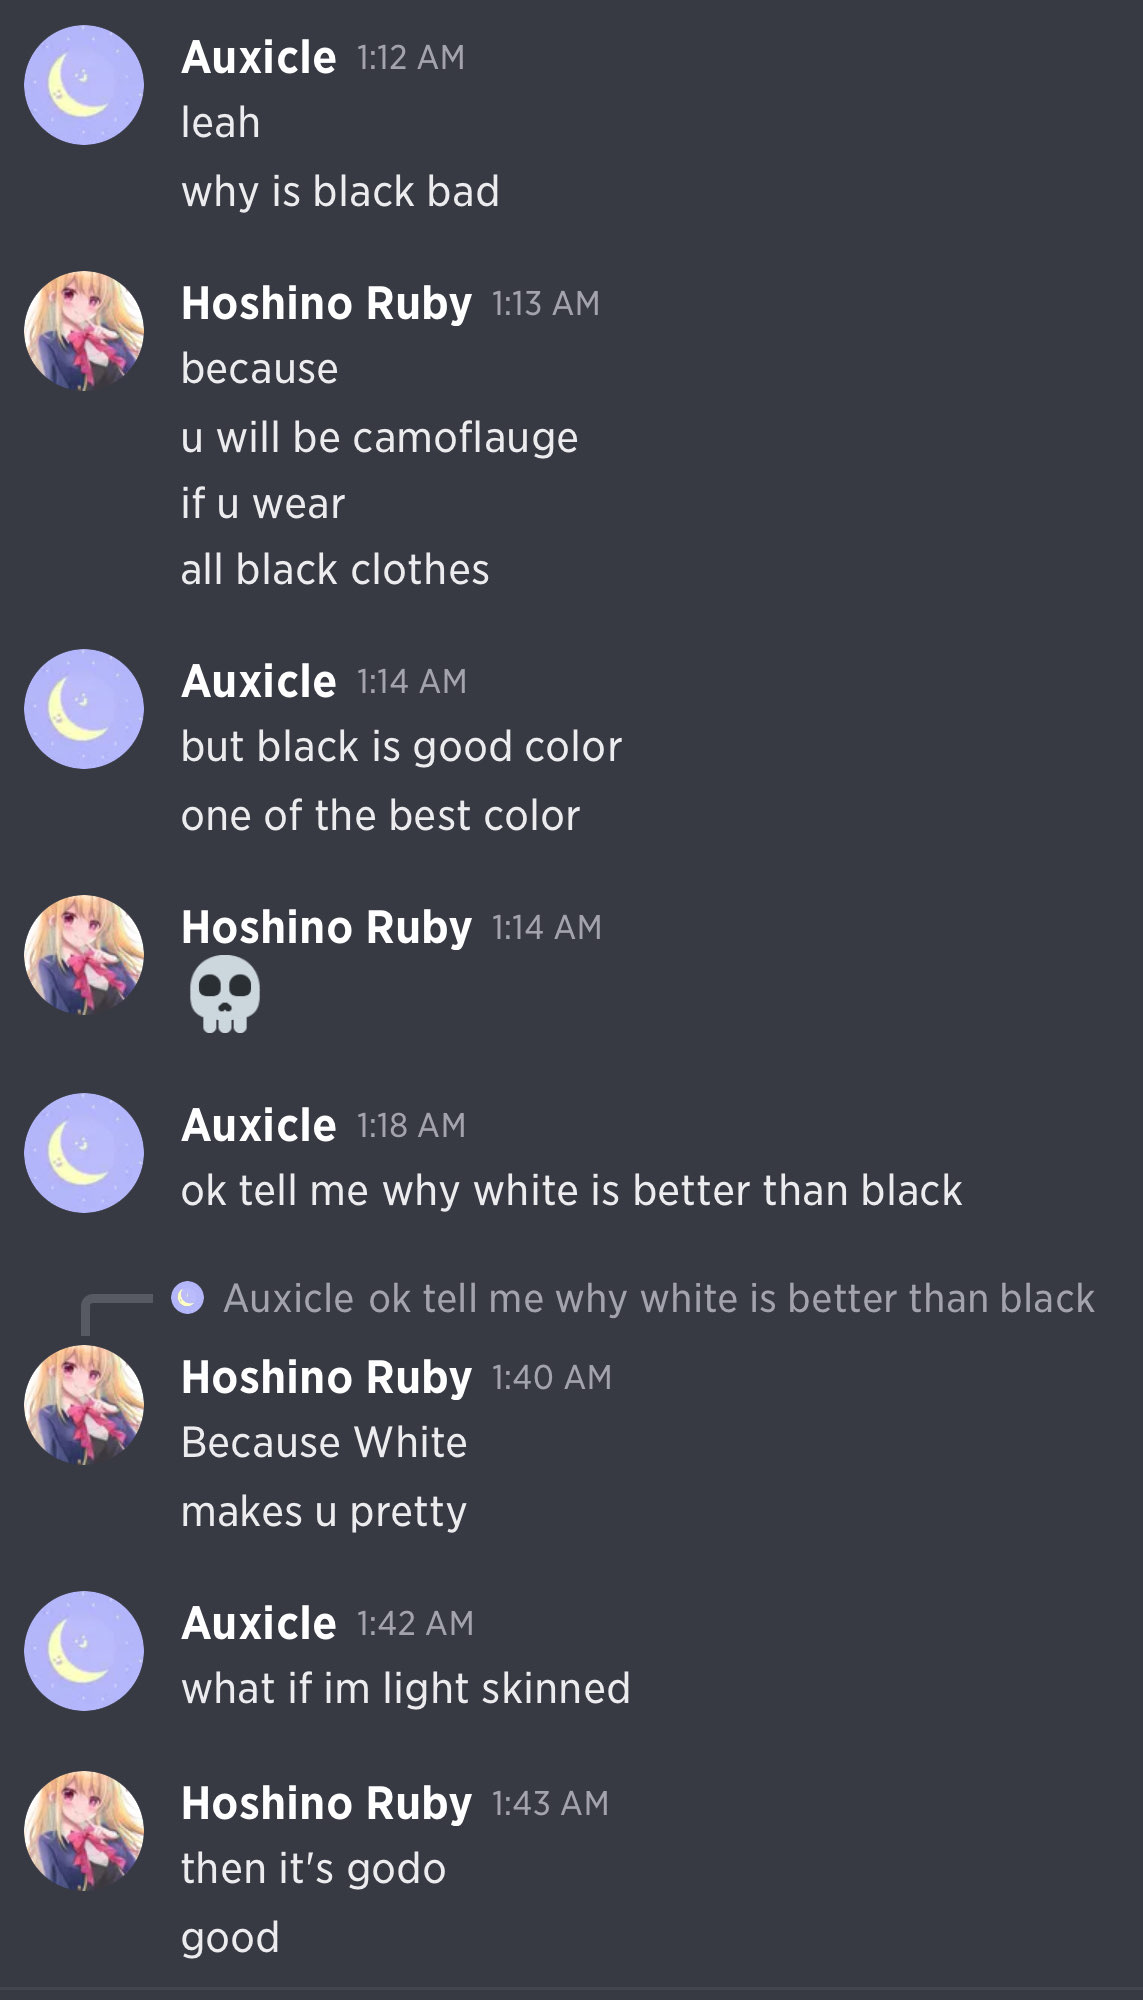 Auxicle 1:12 AM
leah
why is black bad
Hoshino Ruby 1:13 AM
because
u will be camoflauge
if u wear
all black clothes
Auxicle 1:14 AM
but black is good color
one of the best color
Hoshino Ruby 1:14 AM
Auxicle 1:18 AM
ok tell me why white is better than black
Auxicle ok tell me why white is better than black
Hoshino Ruby 1:40 AM
Because White
makes u pretty
Auxicle 1:42 AM
what if im light skinned
Hoshino Ruby 1:43 AM
then it's godo
good